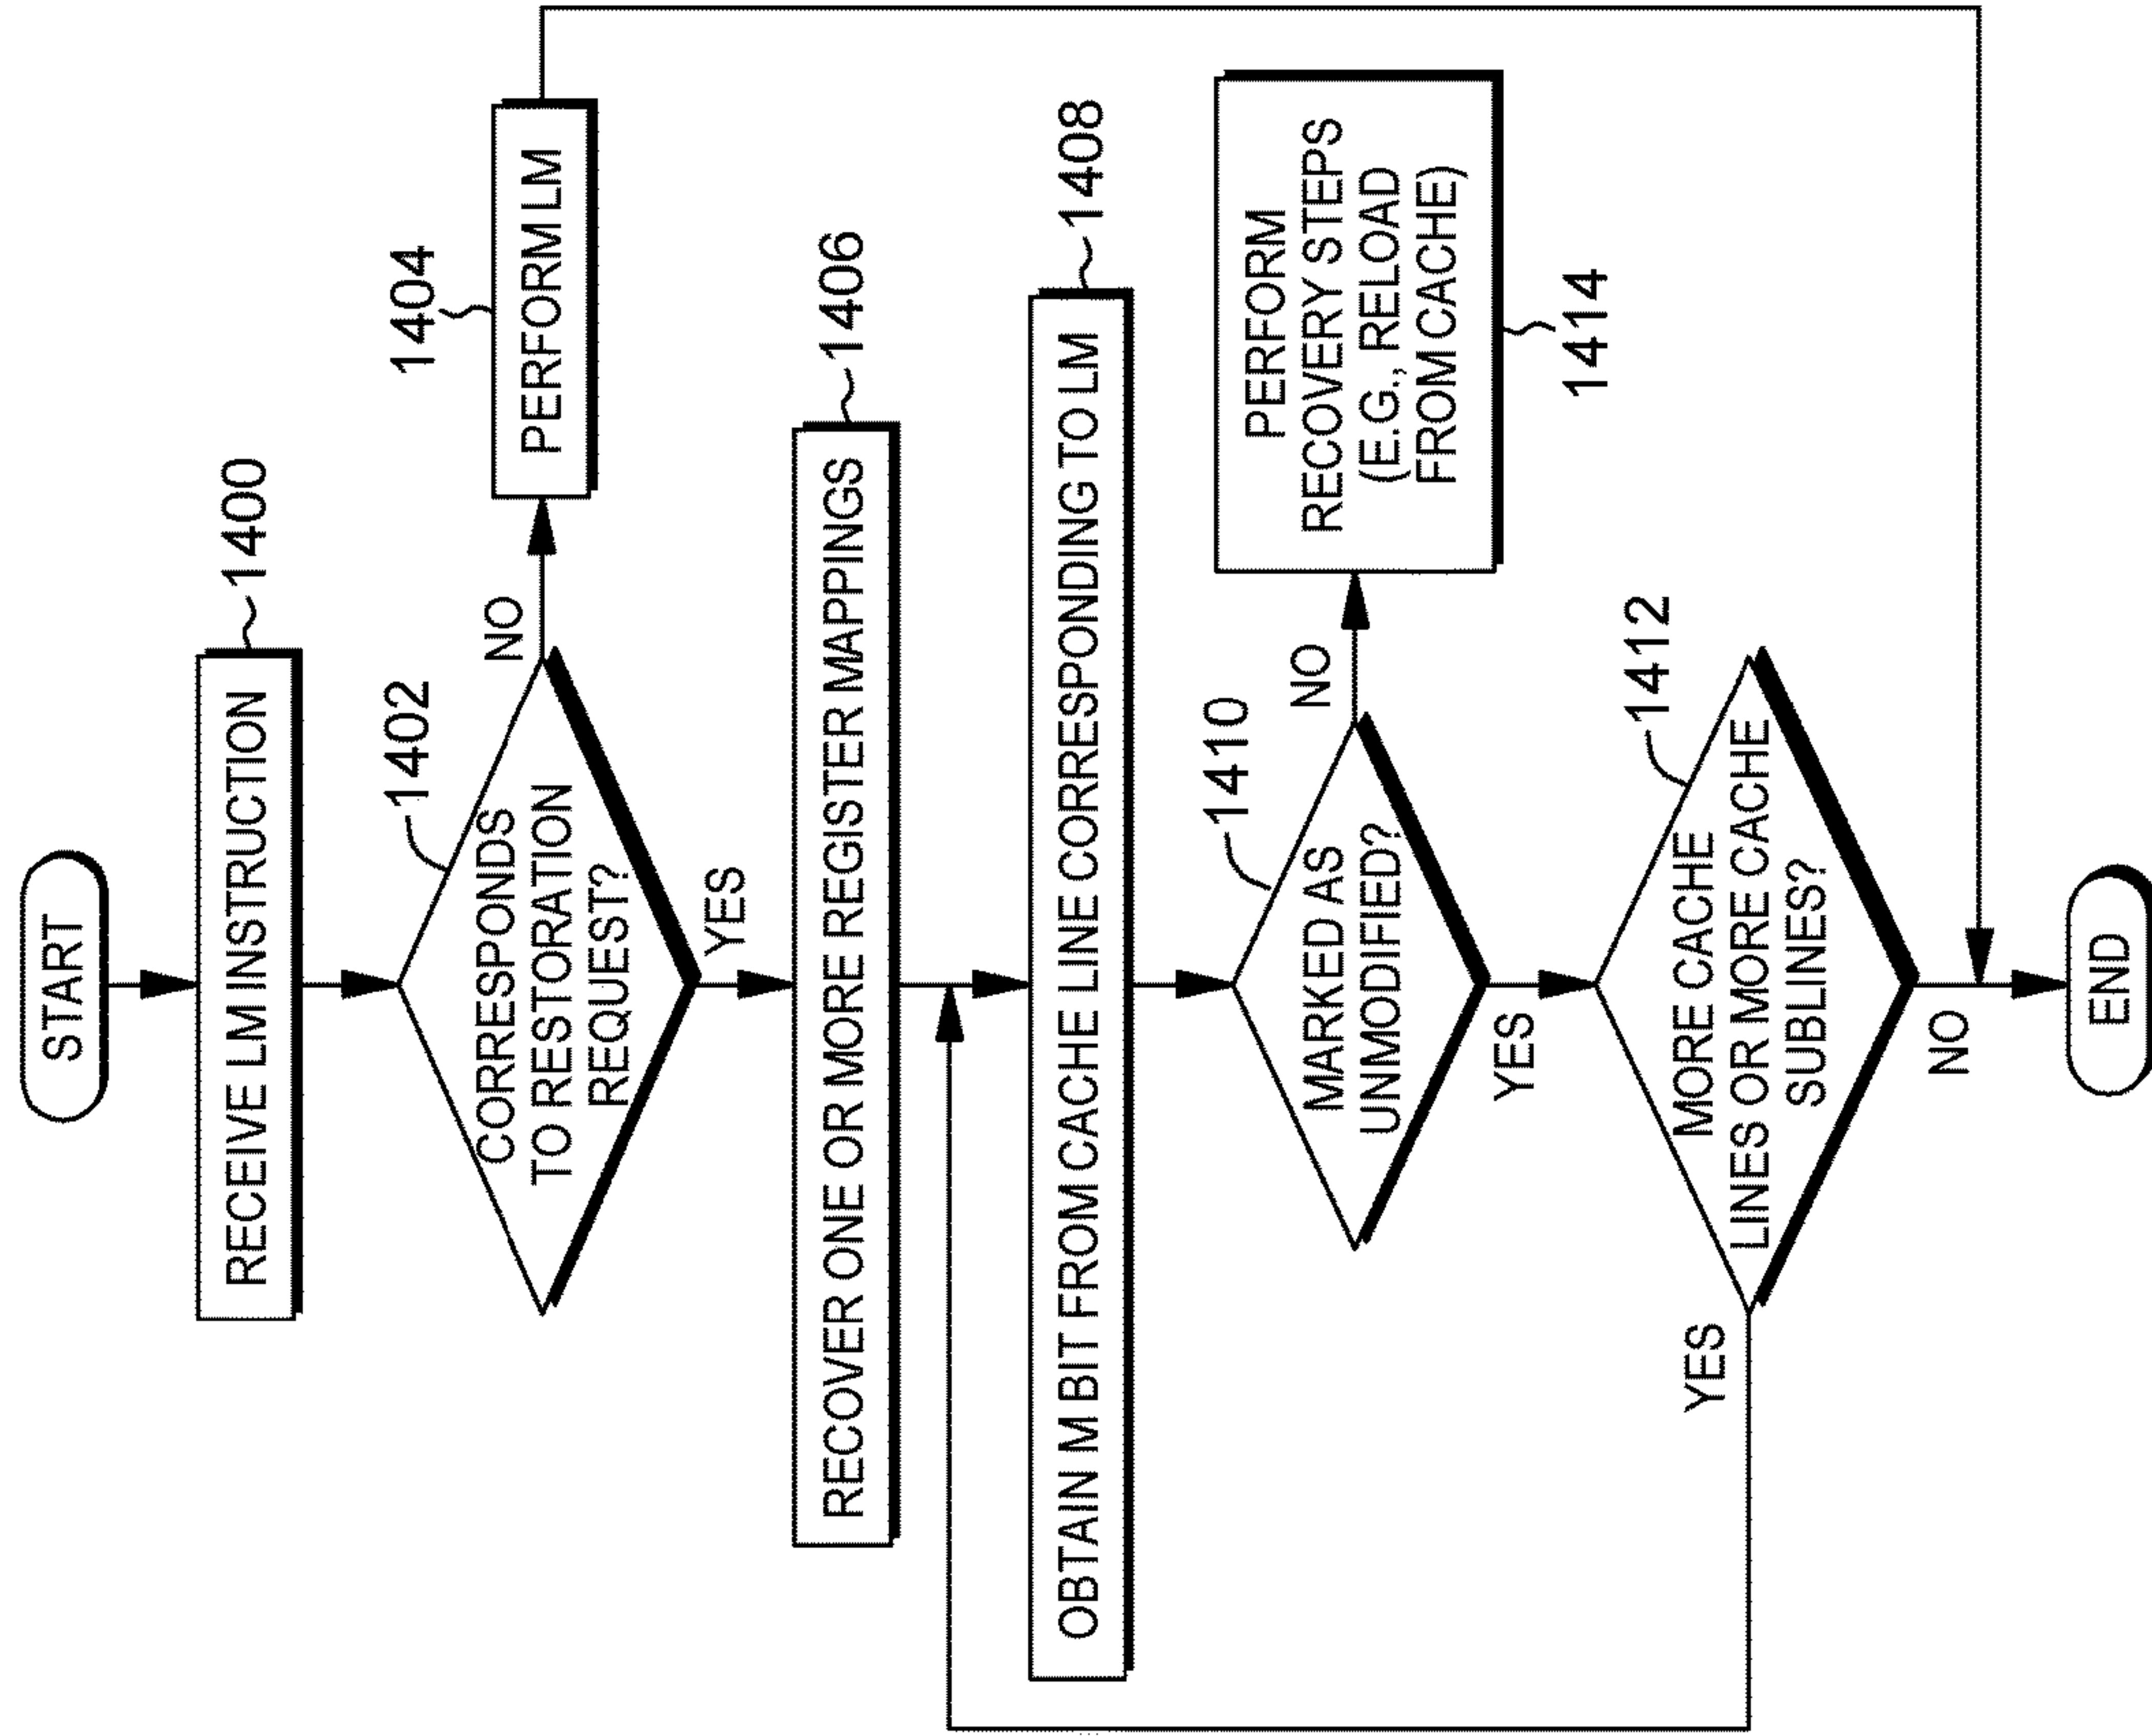 START
RECEIVE LM INSTRUCTION
1400
CORRESPONDS
TO RESTORATION
REQUEST?
1402
NO
PERFORM LM
1404
YES
RECOVER ONE OR MORE REGISTER MAPPINGS
1406
OBTAIN M BIT FROM CACHE LINE CORRESPONDING TO LM
1408
MARKED AS
UNMODIFIED?
1410
NO
PERFORM
RECOVERY STEPS
(E.G., RELOAD
FROM CACHE)
1414
YES
MORE CACHE
LINES OR MORE CACHE
SUBLINES?
1412
YES
NO
END